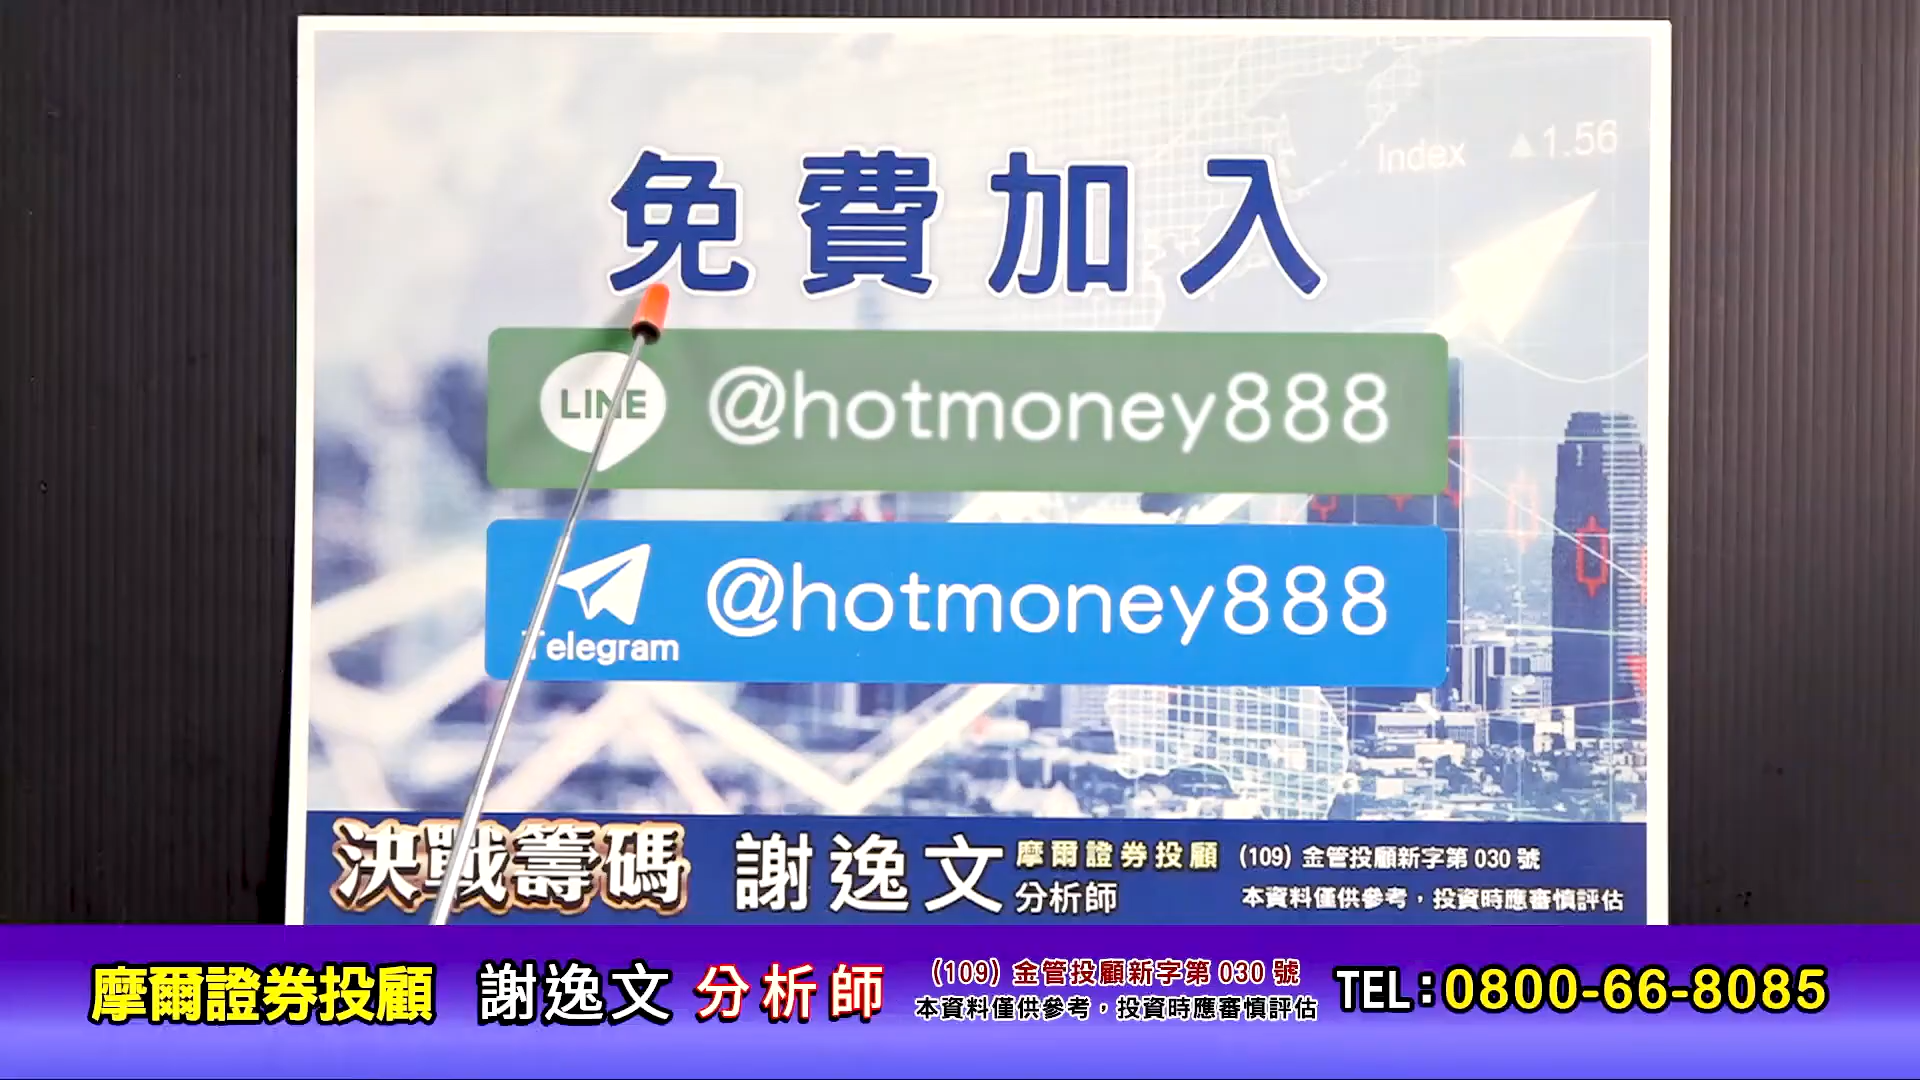 Index ▲1.56
免費加入
LINE @hotmoney888
Telegram @hotmoney888
決戰籌碼 謝逸文 摩爾證券投顧 分析師
(109) 金管投顧新字第 030 號
本資料僅供參考，投資時應審慎評估
摩爾證券投顧 謝逸文 分析師
(109) 金管投顧新字第 030 號
本資料僅供參考，投資時應審慎評估
TEL:0800-66-8085